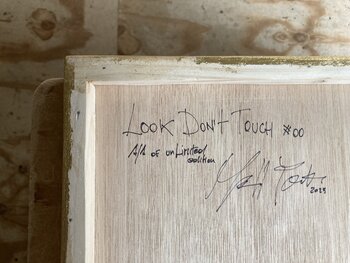 LOOK DON'T TOUCH #00
of unLimited
edition
2023